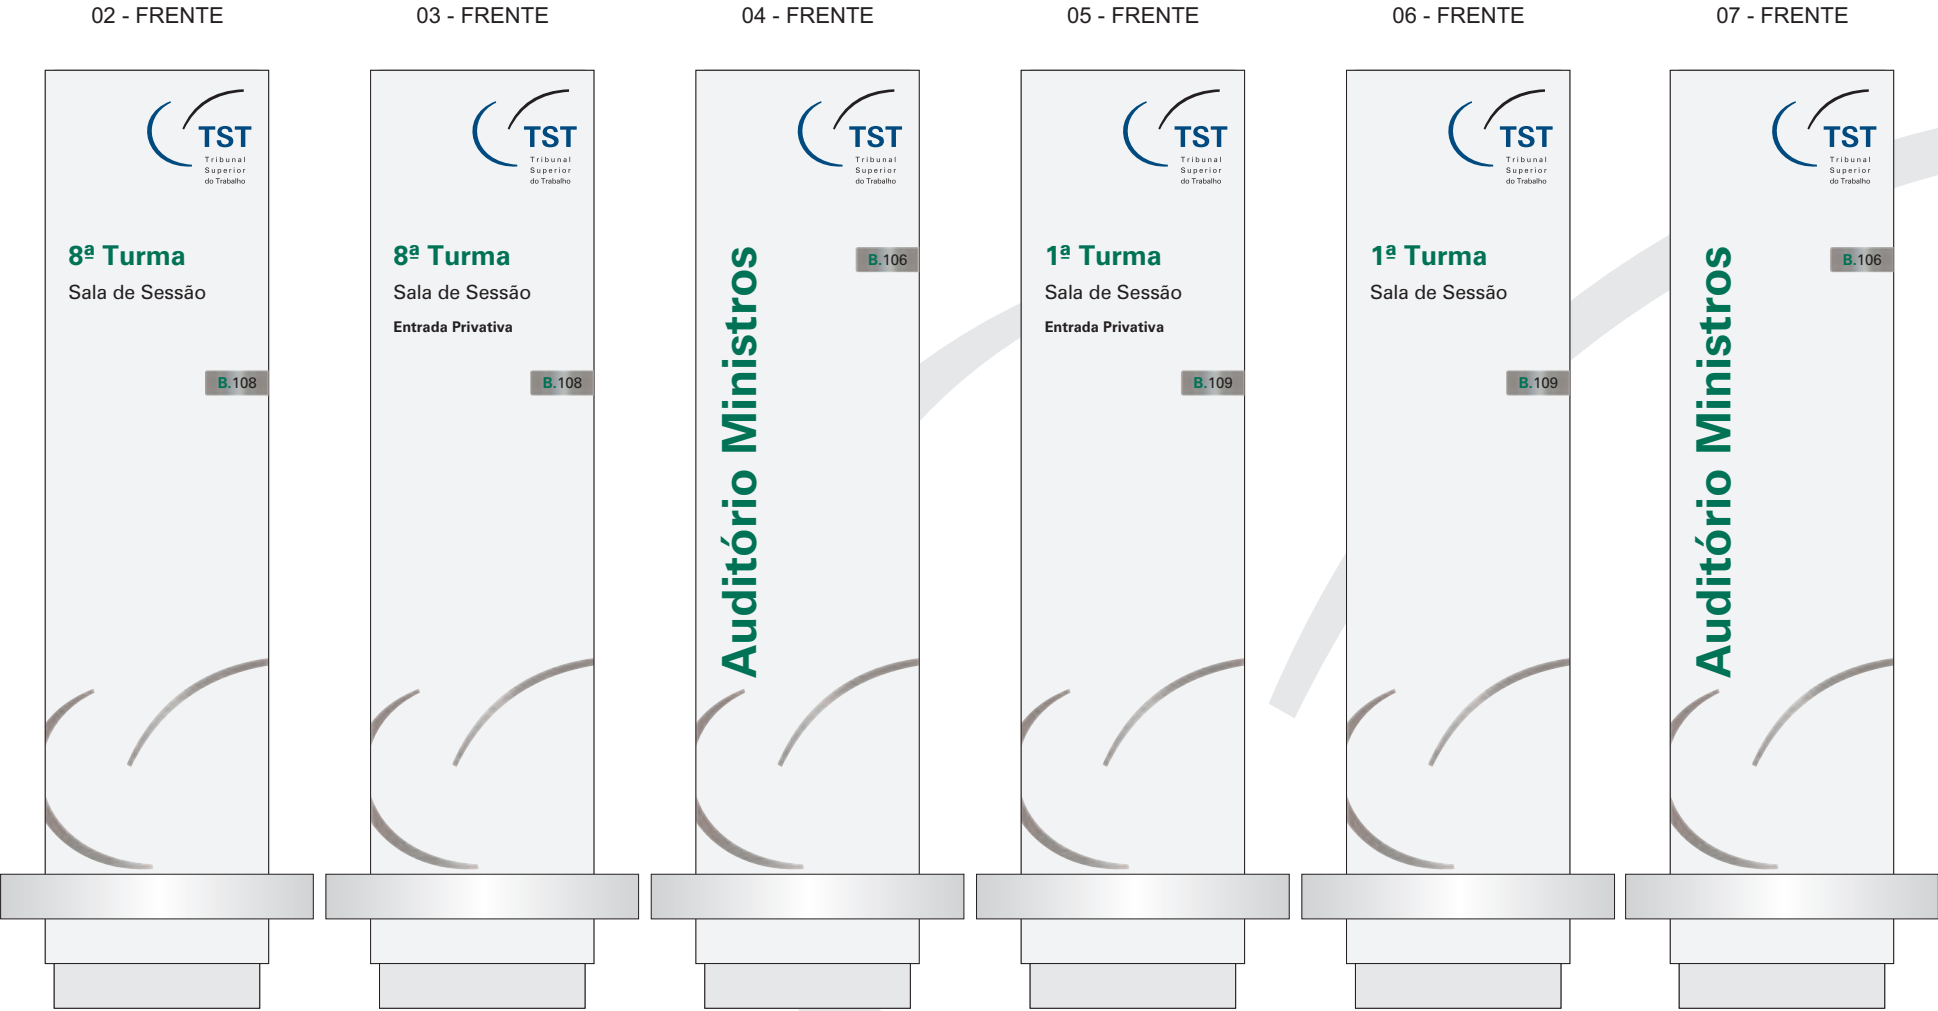 02 - FRENTE
TST
Tribunal
Superior
do Trabalho
8ª Turma
Sala de Sessão
B.108
03 - FRENTE
TST
Tribunal
Superior
do Trabalho
8ª Turma
Sala de Sessão
Entrada Privativa
B.108
04 - FRENTE
TST
Tribunal
Superior
do Trabalho
B.106
Auditório Ministros
05 - FRENTE
TST
Tribunal
Superior
do Trabalho
1ª Turma
Sala de Sessão
Entrada Privativa
B.109
06 - FRENTE
TST
Tribunal
Superior
do Trabalho
1ª Turma
Sala de Sessão
B.109
07 - FRENTE
TST
Tribunal
Superior
do Trabalho
B.106
Auditório Ministros